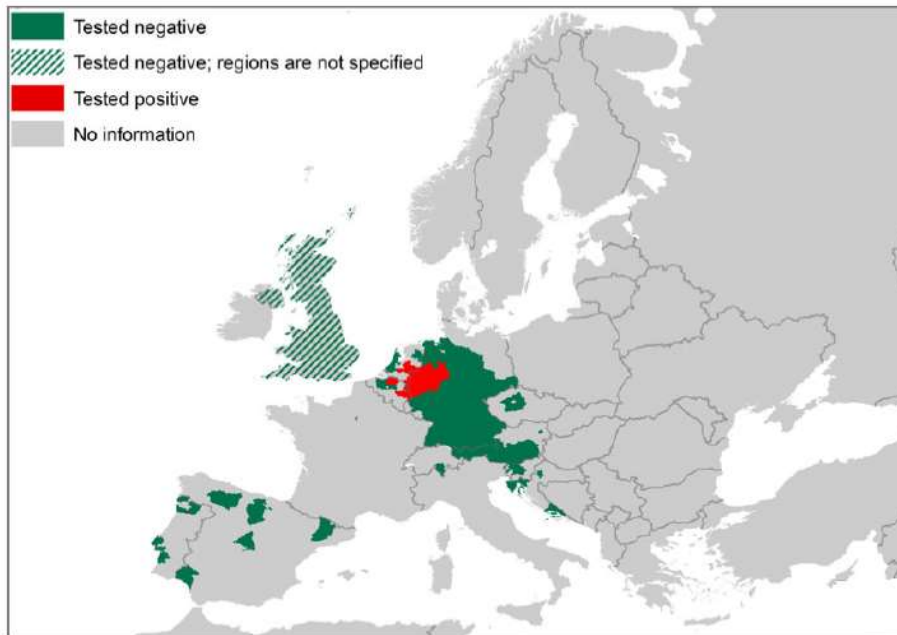 Tested negative
Tested negative; regions are not specified
Tested positive
No information